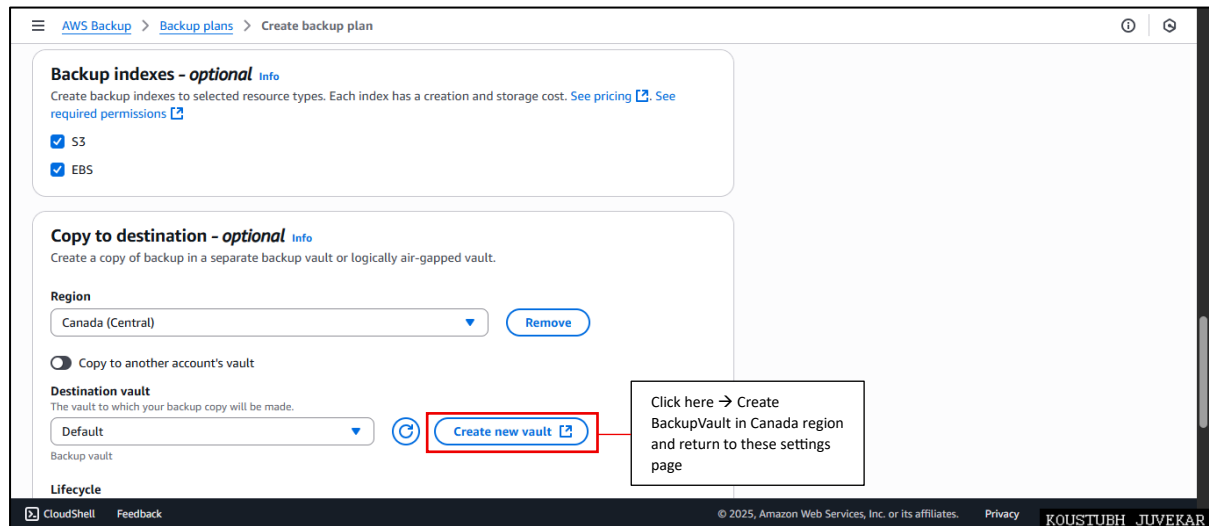 AWS Backup > Backup plans > Create backup plan
Backup indexes - optional Info
Create backup indexes to selected resource types. Each index has a creation and storage cost. See pricing. See
required permissions
S3
EBS
Copy to destination - optional Info
Create a copy of backup in a separate backup vault or logically air-gapped vault.
Region
Canada (Central)
Remove
Copy to another account's vault
Destination vault
The vault to which your backup copy will be made.
Default
Create new vault
Backup vault
Click here → Create
BackupVault in Canada region
and return to these settings
page
Lifecycle
CloudShell Feedback
© 2025, Amazon Web Services, Inc. or its affiliates. Privacy
KOUSTUBH JUVEKAR